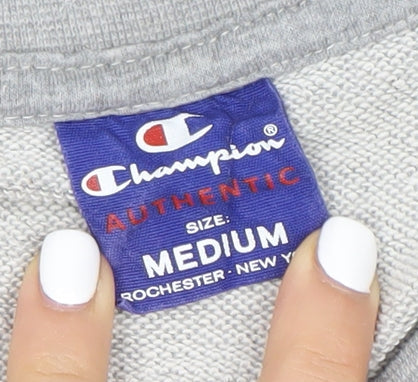 Champion®
AUTHENTIC
SIZE:
MEDIUM
ROCHESTER · NEW Y